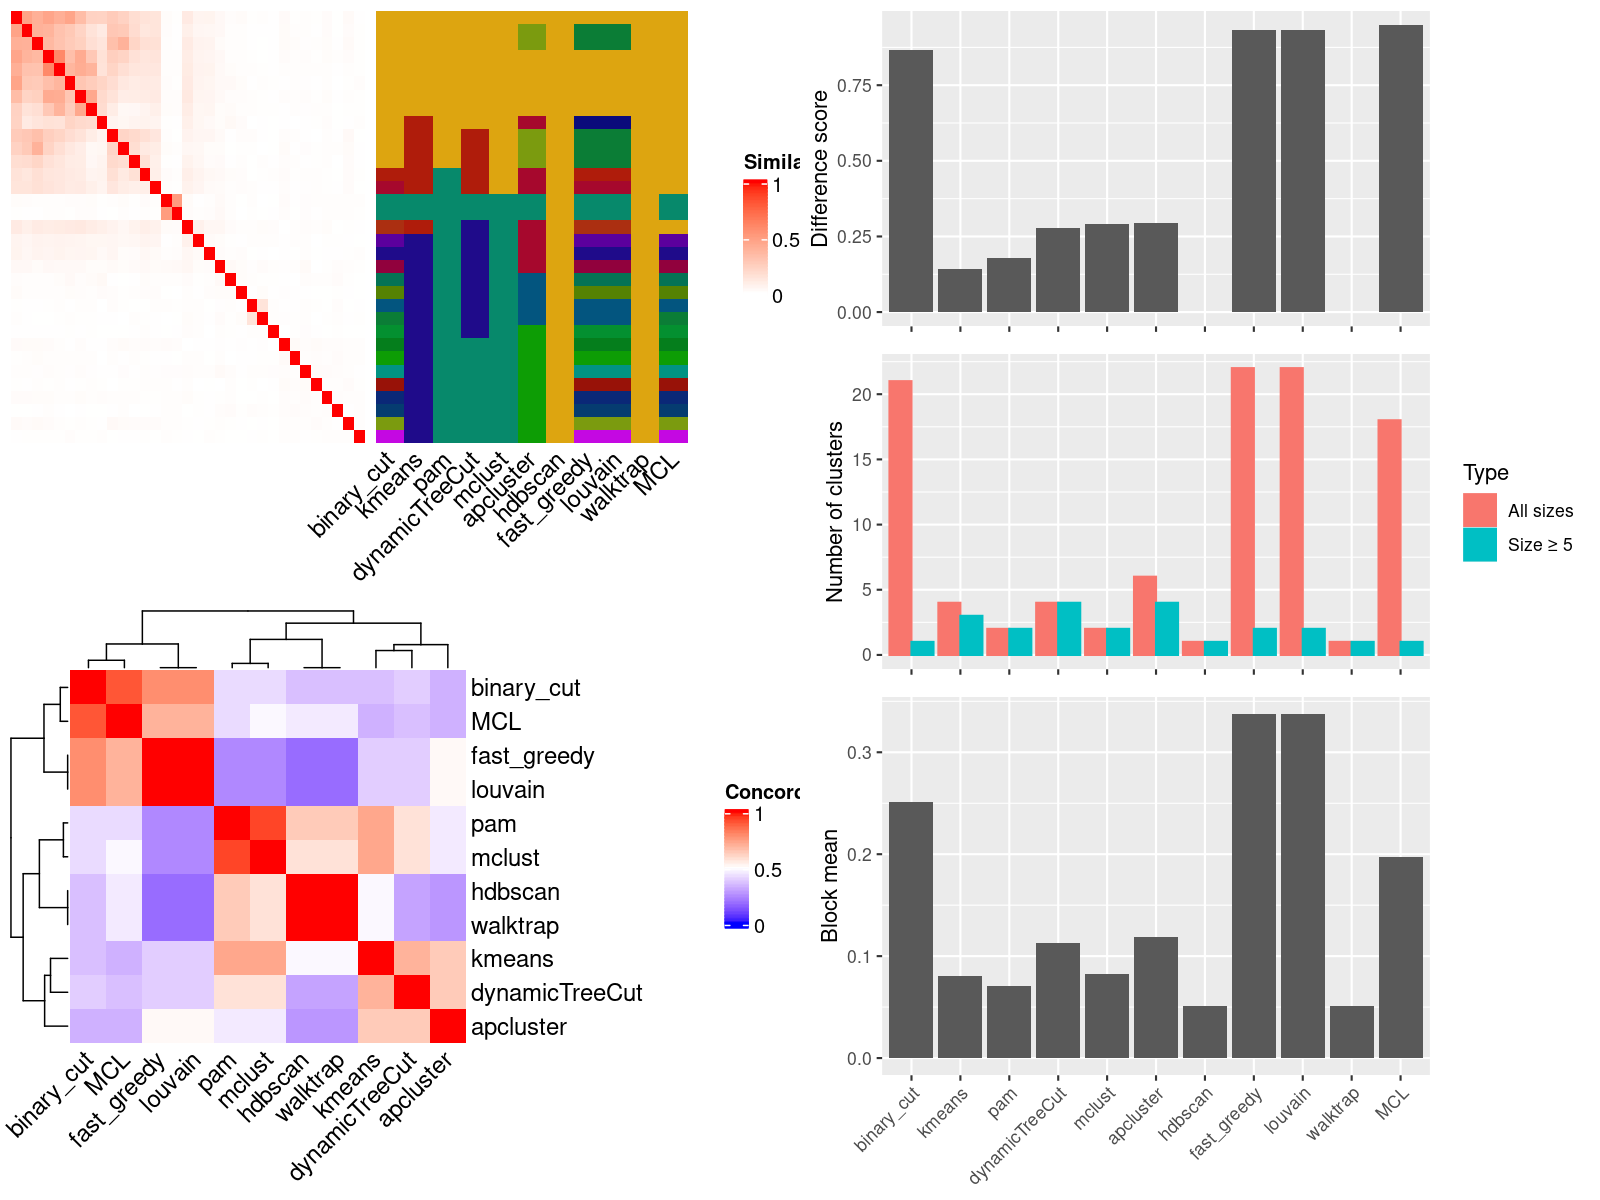 Simila
1
0.5
0
binary_cut
kmeans
pam
dynamicTreeCut
mclust
apcluster
hdbscan
fast_greedy
louvain
walktrap
MCL
binary_cut
MCL
fast_greedy
louvain
pam
mclust
hdbscan
walktrap
kmeans
dynamicTreeCut
apcluster
binary_cut
MCL
fast_greedy
louvain
pam
mclust
hdbscan
walktrap
kmeans
dynamicTreeCut
apcluster
Concord
1
0.5
0
Difference score
0.75
0.50
0.25
0.00
Number of clusters
20
15
10
5
0
Type
All sizes
Size ≥ 5
Block mean
0.3
0.2
0.1
0.0
binary_cut
kmeans
pam
dynamicTreeCut
mclust
apcluster
hdbscan
fast_greedy
louvain
walktrap
MCL